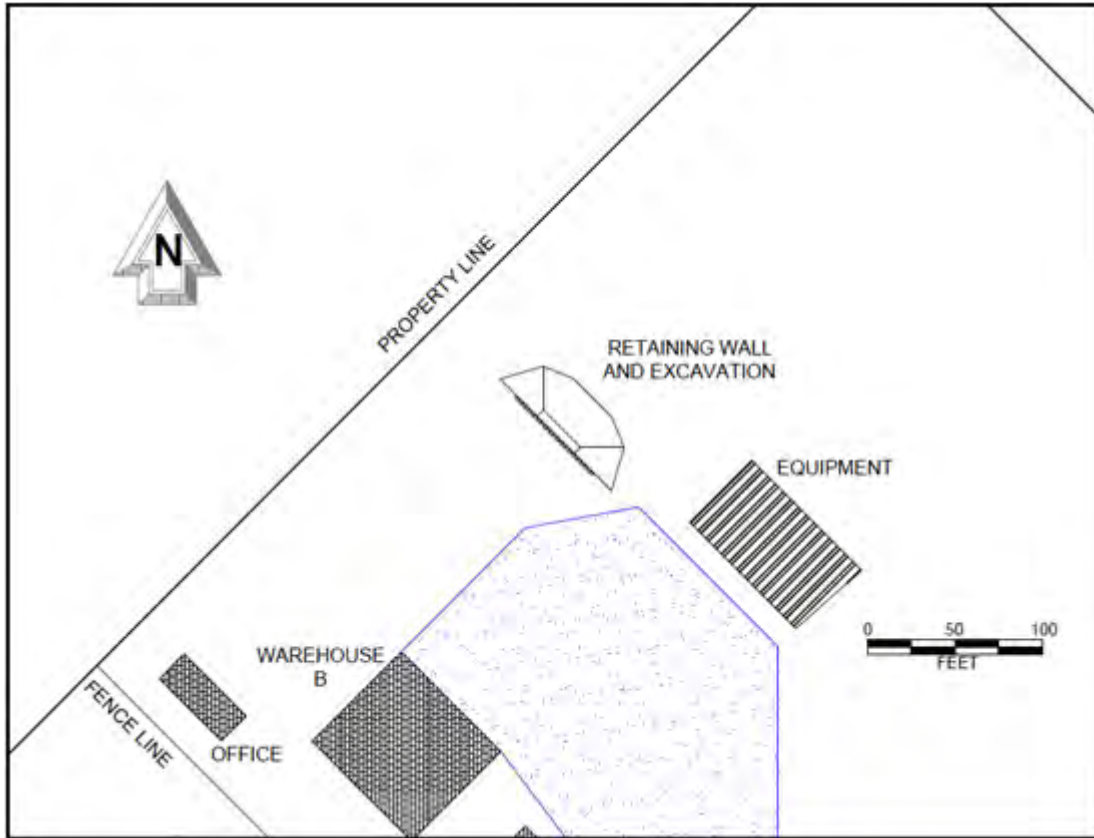 N
PROPERTY LINE
RETAINING WALL
AND EXCAVATION
EQUIPMENT
0 50 100
FEET
WAREHOUSE
B
OFFICE
FENCE LINE